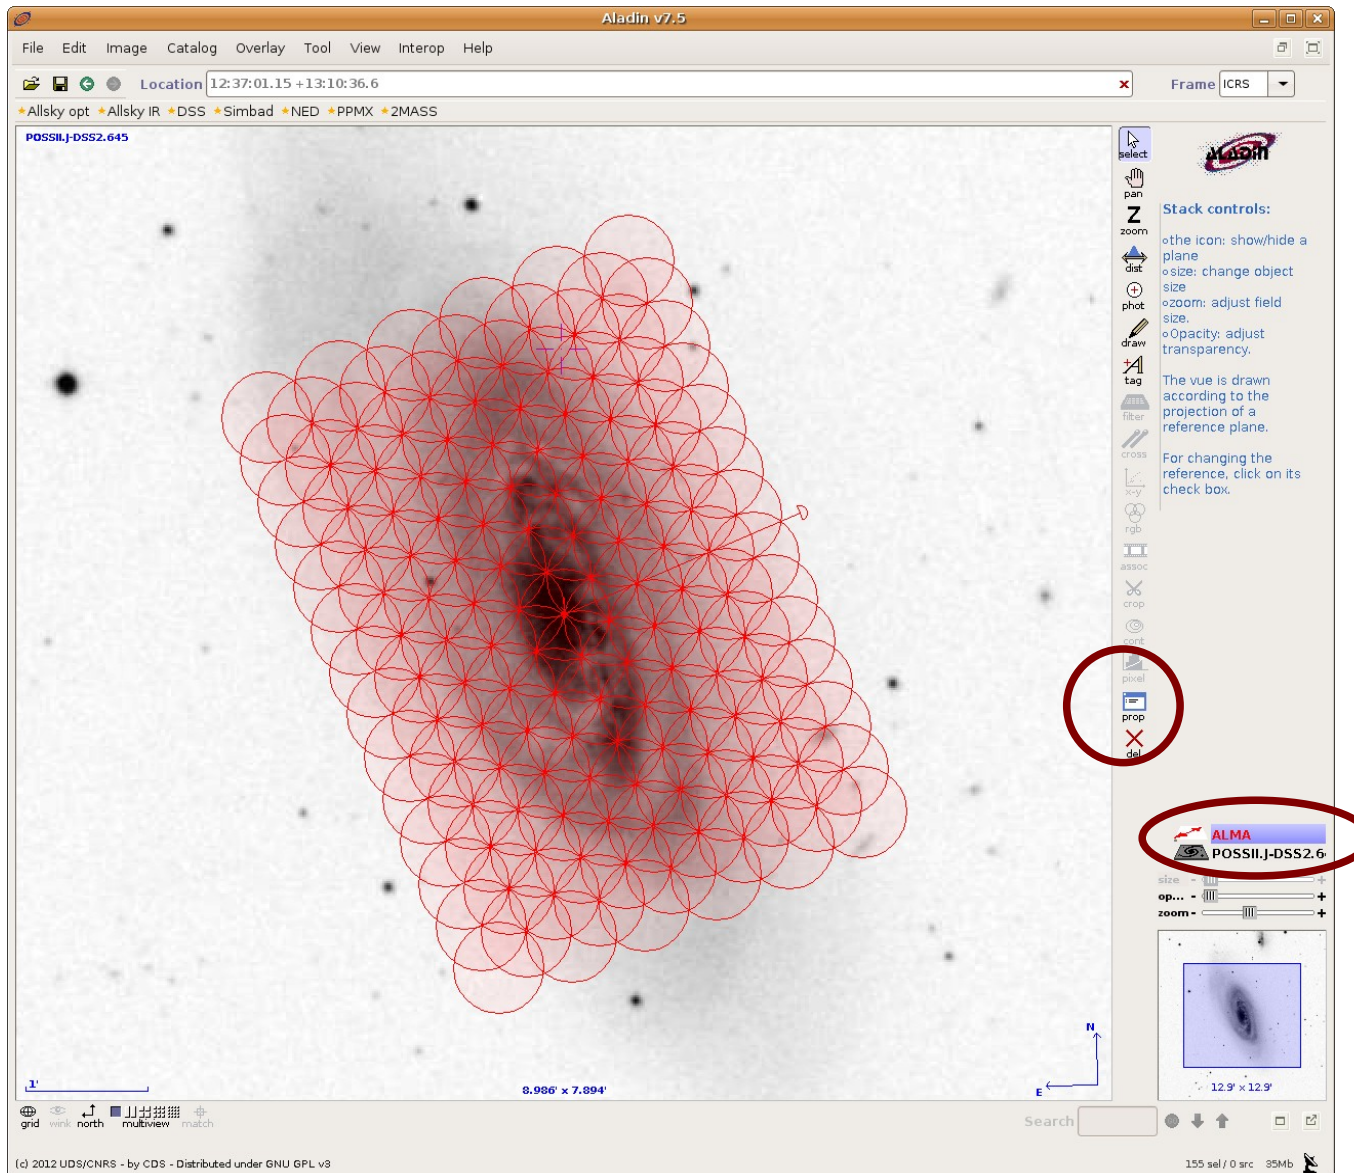 Aladin v7.5
File Edit Image Catalog Overlay Tool View Interop Help
Location 12:37:01.15 +13:10:36.6 Frame ICRS
Allsky opt Allsky IR DSS Simbad NED PPMX 2MASS
POSSII.J-DSS2.645
select
pan
Z
zoom
dist
phot
draw
tag
filter
cross
x-y
rgb
assoc
crop
cont
pixel
prop
del
ALADIN
Stack controls:
the icon: show/hide a
plane
size: change object
size
zoom: adjust field
size.
Opacity: adjust
transparency.
The vue is drawn
according to the
projection of a
reference plane.
For changing the
reference, click on its
check box.
ALMA
POSSII.J-DSS2.6
size - +
op... - +
zoom - +
12.9' x 12.9'
N
E
1'
8.986' x 7.894'
grid wink north multiview match
Search
(c) 2012 UDS/CNRS - by CDS - Distributed under GNU GPL v3
155 sel / 0 src 35Mb